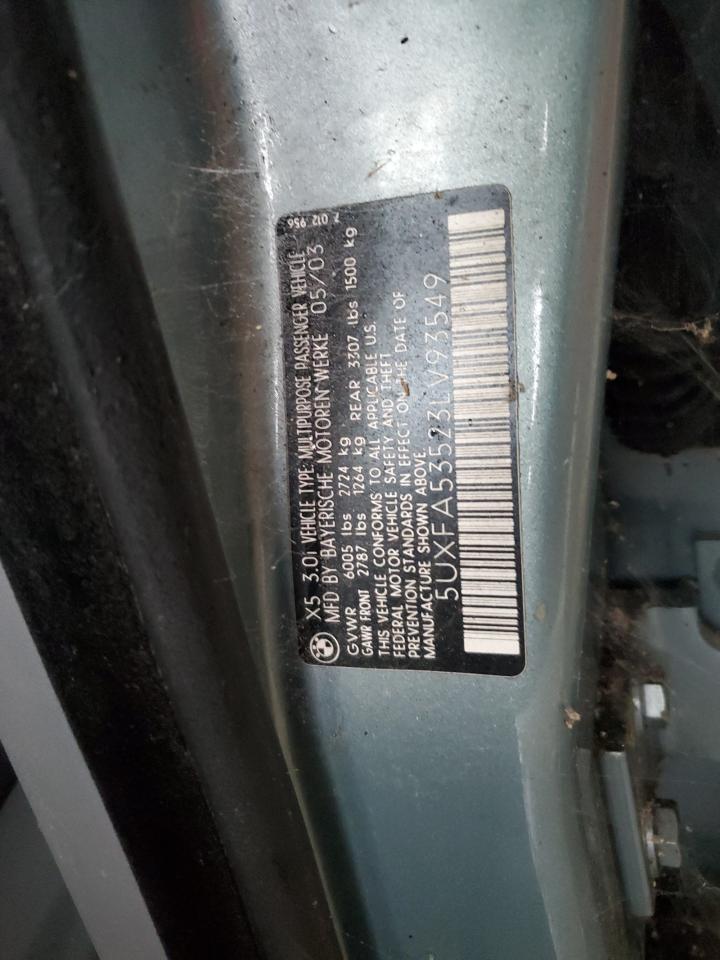 X5 3.0i VEHICLE TYPE: MULTIPURPOSE PASSENGER VEHICLE 7 012 956
MFD BY BAYERISCHE MOTOREN WERKE 05/03
GVWR 6005 lbs 2724 kg
GAWR FRONT 2787 lbs 1264 kg REAR 3307 lbs 1500 kg
THIS VEHICLE CONFORMS TO ALL APPLICABLE U.S.
FEDERAL MOTOR VEHICLE SAFETY AND THEFT
PREVENTION STANDARDS IN EFFECT ON THE DATE OF
MANUFACTURE SHOWN ABOVE.
5UXFA53523LV93549